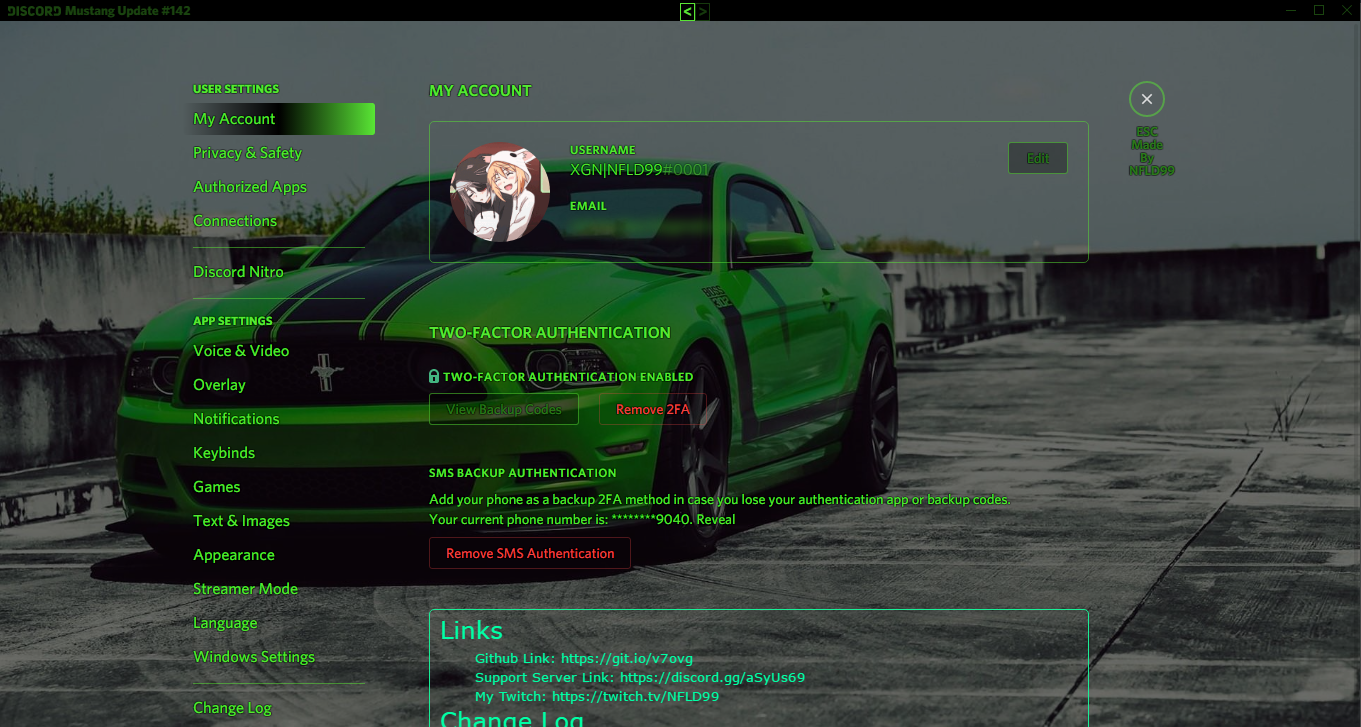 DISCORD Mustang Update #142
< >
USER SETTINGS
My Account
Privacy & Safety
Authorized Apps
Connections
Discord Nitro
APP SETTINGS
Voice & Video
Overlay
Notifications
Keybinds
Games
Text & Images
Appearance
Streamer Mode
Language
Windows Settings
Change Log
MY ACCOUNT
USERNAME
XGN|NFLD99#0001
EMAIL
Edit
TWO-FACTOR AUTHENTICATION
TWO-FACTOR AUTHENTICATION ENABLED
View Backup Codes
Remove 2FA
SMS BACKUP AUTHENTICATION
Add your phone as a backup 2FA method in case you lose your authentication app or backup codes.
Your current phone number is: ********9040. Reveal
Remove SMS Authentication
Links
Github Link: https://git.io/v7ovg
Support Server Link: https://discord.gg/aSyUs69
My Twitch: https://twitch.tv/NFLD99
Change Log
ESC
Made
By
NFLD99
BOSS
302